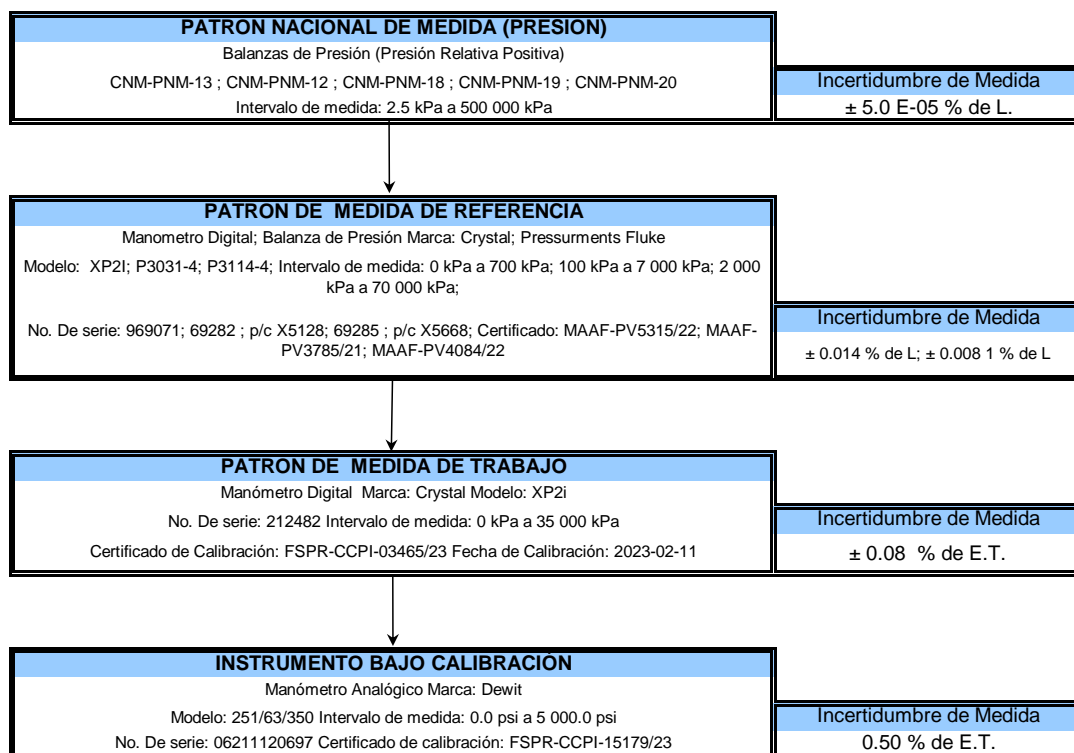 PATRON NACIONAL DE MEDIDA (PRESION)
Balanzas de Presión (Presión Relativa Positiva)
CNM-PNM-13 ; CNM-PNM-12 ; CNM-PNM-18 ; CNM-PNM-19 ; CNM-PNM-20
Intervalo de medida: 2.5 kPa a 500 000 kPa
Incertidumbre de Medida
± 5.0 E-05 % de L.
PATRON DE MEDIDA DE REFERENCIA
Manometro Digital; Balanza de Presión Marca: Crystal; Pressurments Fluke
Modelo: XP2I; P3031-4; P3114-4; Intervalo de medida: 0 kPa a 700 kPa; 100 kPa a 7 000 kPa; 2 000
kPa a 70 000 kPa;
No. De serie: 969071; 69282 ; p/c X5128; 69285 ; p/c X5668; Certificado: MAAF-PV5315/22; MAAF-
PV3785/21; MAAF-PV4084/22
Incertidumbre de Medida
± 0.014 % de L; ± 0.008 1 % de L
PATRON DE MEDIDA DE TRABAJO
Manómetro Digital Marca: Crystal Modelo: XP2i
No. De serie: 212482 Intervalo de medida: 0 kPa a 35 000 kPa
Certificado de Calibración: FSPR-CCPI-03465/23 Fecha de Calibración: 2023-02-11
Incertidumbre de Medida
± 0.08 % de E.T.
INSTRUMENTO BAJO CALIBRACIÓN
Manómetro Analógico Marca: Dewit
Modelo: 251/63/350 Intervalo de medida: 0.0 psi a 5 000.0 psi
No. De serie: 06211120697 Certificado de calibración: FSPR-CCPI-15179/23
Incertidumbre de Medida
0.50 % de E.T.